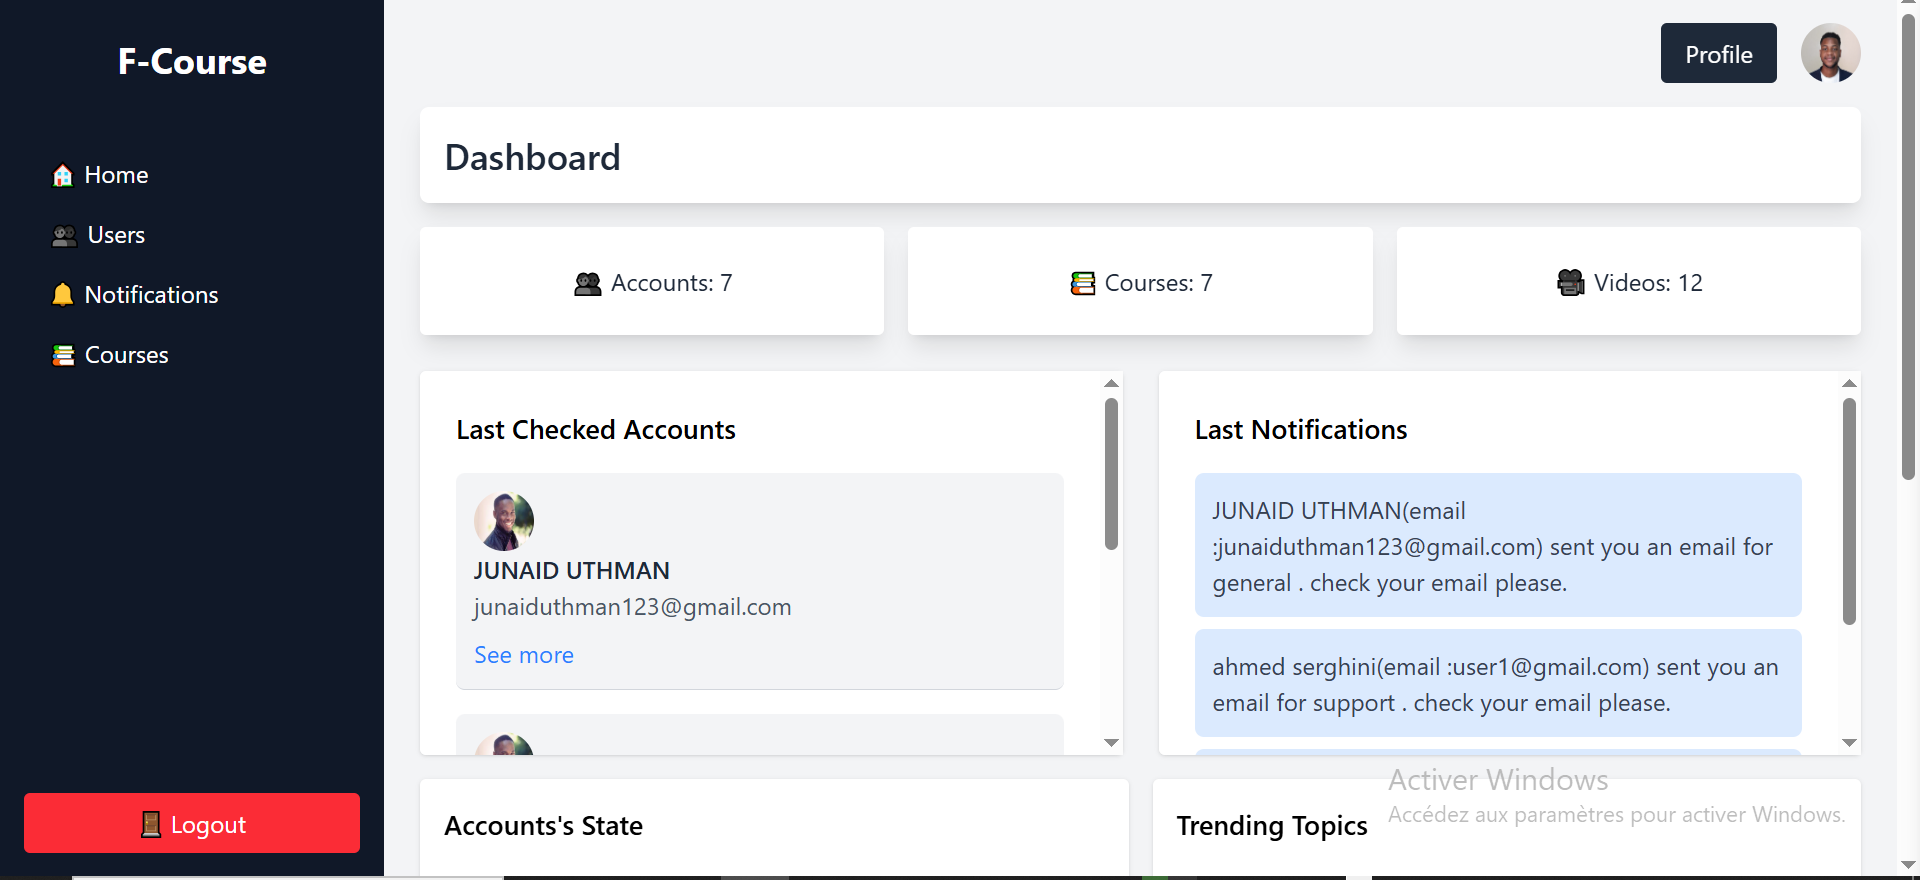 F-Course
Home
Users
Notifications
Courses
Logout
Profile
Dashboard
Accounts: 7
Courses: 7
Videos: 12
Last Checked Accounts
JUNAID UTHMAN
junaiduthman123@gmail.com
See more
Last Notifications
JUNAID UTHMAN(email
:junaiduthman123@gmail.com) sent you an email for
general . check your email please.
ahmed serghini(email :user1@gmail.com) sent you an
email for support . check your email please.
Accounts's State
Trending Topics
Activer Windows
Accédez aux paramètres pour activer Windows.